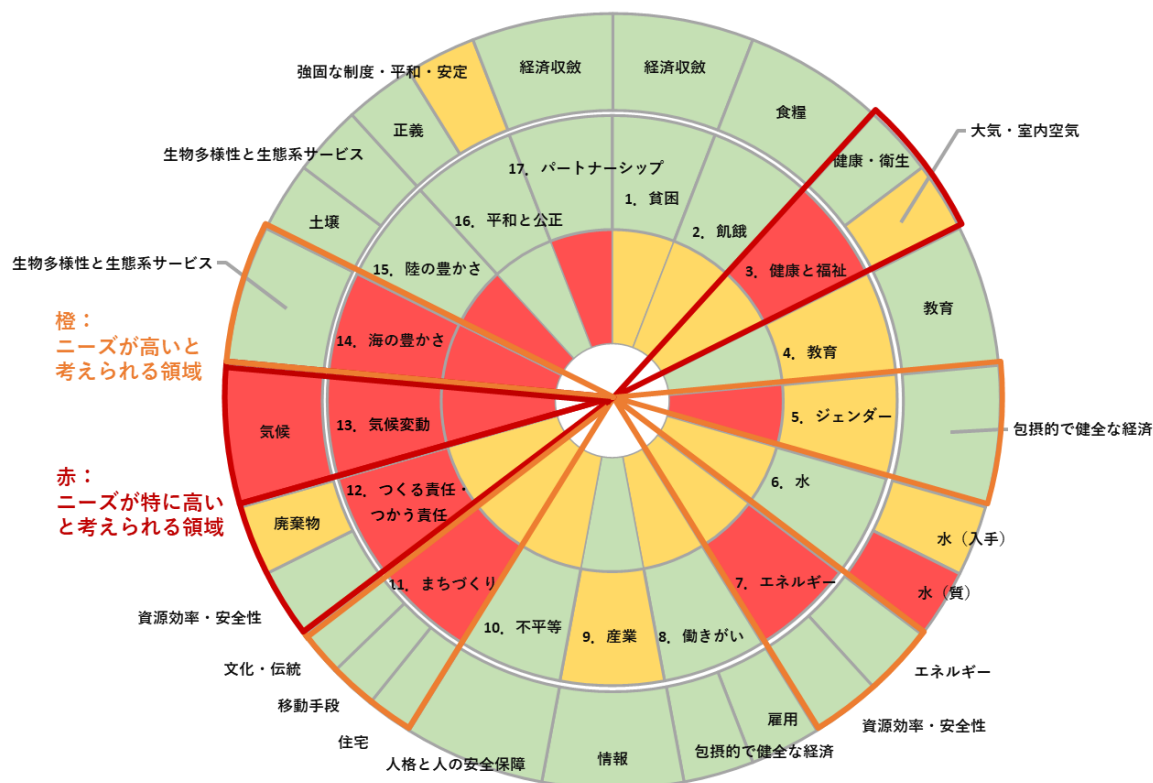 経済収斂
経済収斂
強固な制度・平和・安定
食糧
大気・室内空気
正義
健康・衛生
生物多様性と生態系サービス
17. パートナーシップ
1. 貧困
16. 平和と公正
2. 飢餓
土壌
15. 陸の豊かさ
3. 健康と福祉
生物多様性と生態系サービス
教育
橙：
ニーズが高いと
考えられる領域
14. 海の豊かさ
4. 教育
気候
13. 気候変動
5. ジェンダー
包摂的で健全な経済
赤：
ニーズが特に高い
と考えられる領域
12. つくる責任・
つかう責任
6. 水
廃棄物
水（入手）
11. まちづくり
7. エネルギー
水（質）
資源効率・安全性
10. 不平等
9. 産業
8. 働きがい
文化・伝統
エネルギー
移動手段
雇用
資源効率・安全性
住宅
人格と人の安全保障
情報
包摂的で健全な経済